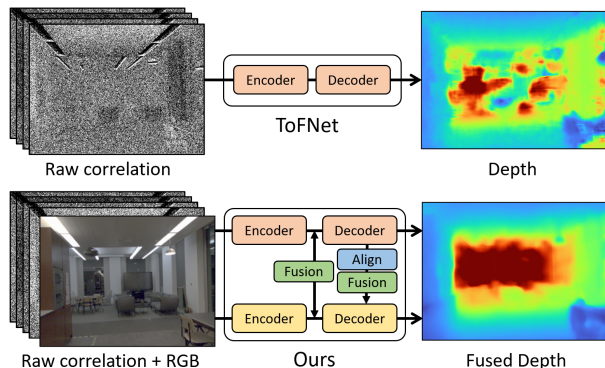 Encoder
Decoder
ToFNet
Raw correlation
Depth
Encoder
Decoder
Align
Fusion
Fusion
Encoder
Decoder
Raw correlation + RGB
Ours
Fused Depth